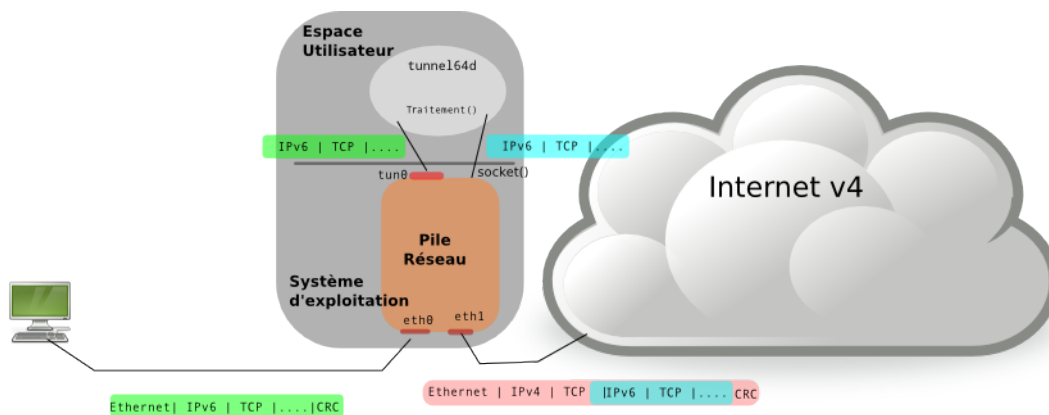 Espace
Utilisateur
tunnel64d
Traitement()
IPv6 | TCP |....
IPv6 | TCP |....
tun0
socket()
Internet v4
Pile
Réseau
Système
d'exploitation
eth0
eth1
Ethernet | IPv4 | TCP |IPv6 | TCP |.... CRC
Ethernet| IPv6 | TCP |....|CRC